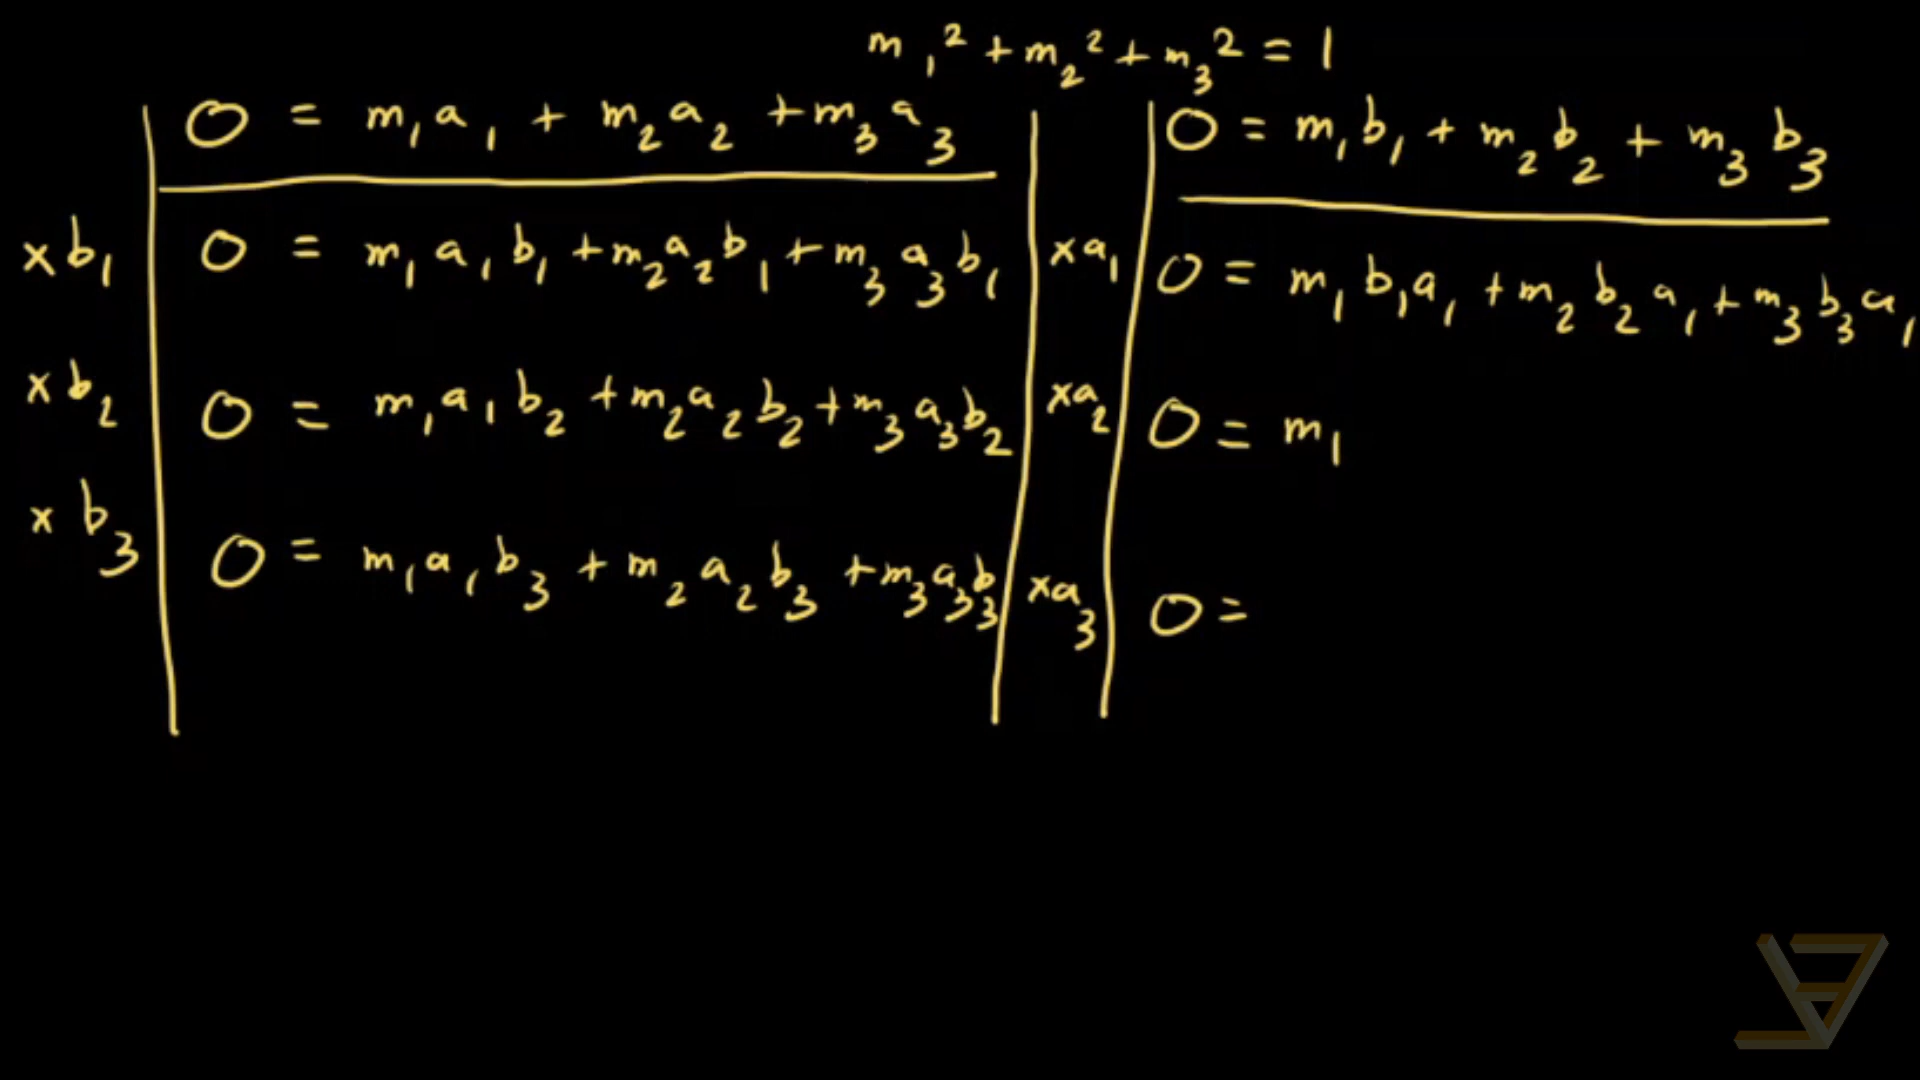 m₁² + m₂² + m₃² = 1
0 = m₁a₁ + m₂a₂ + m₃a₃
0 = m₁b₁ + m₂b₂ + m₃b₃
xb₁ 0 = m₁a₁b₁ + m₂a₂b₁ + m₃a₃b₁
xa₁ 0 = m₁b₁a₁ + m₂b₂a₁ + m₃b₃a₁
xb₂ 0 = m₁a₁b₂ + m₂a₂b₂ + m₃a₃b₂
xa₂ 0 = m₁
xb₃ 0 = m₁a₁b₃ + m₂a₂b₃ + m₃a₃b₃
xa₃ 0 =